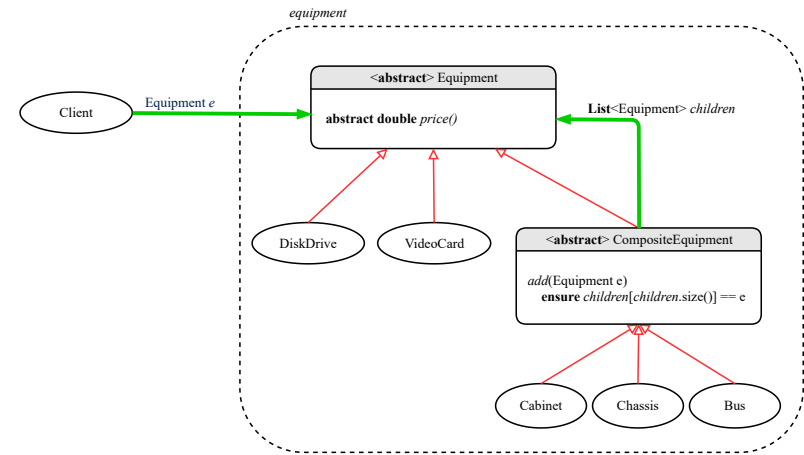 equipment
<abstract> Equipment
Client
Equipment e
abstract double price()
List<Equipment> children
DiskDrive
VideoCard
<abstract> CompositeEquipment
add(Equipment e)
ensure children[children.size()] == e
Cabinet
Chassis
Bus